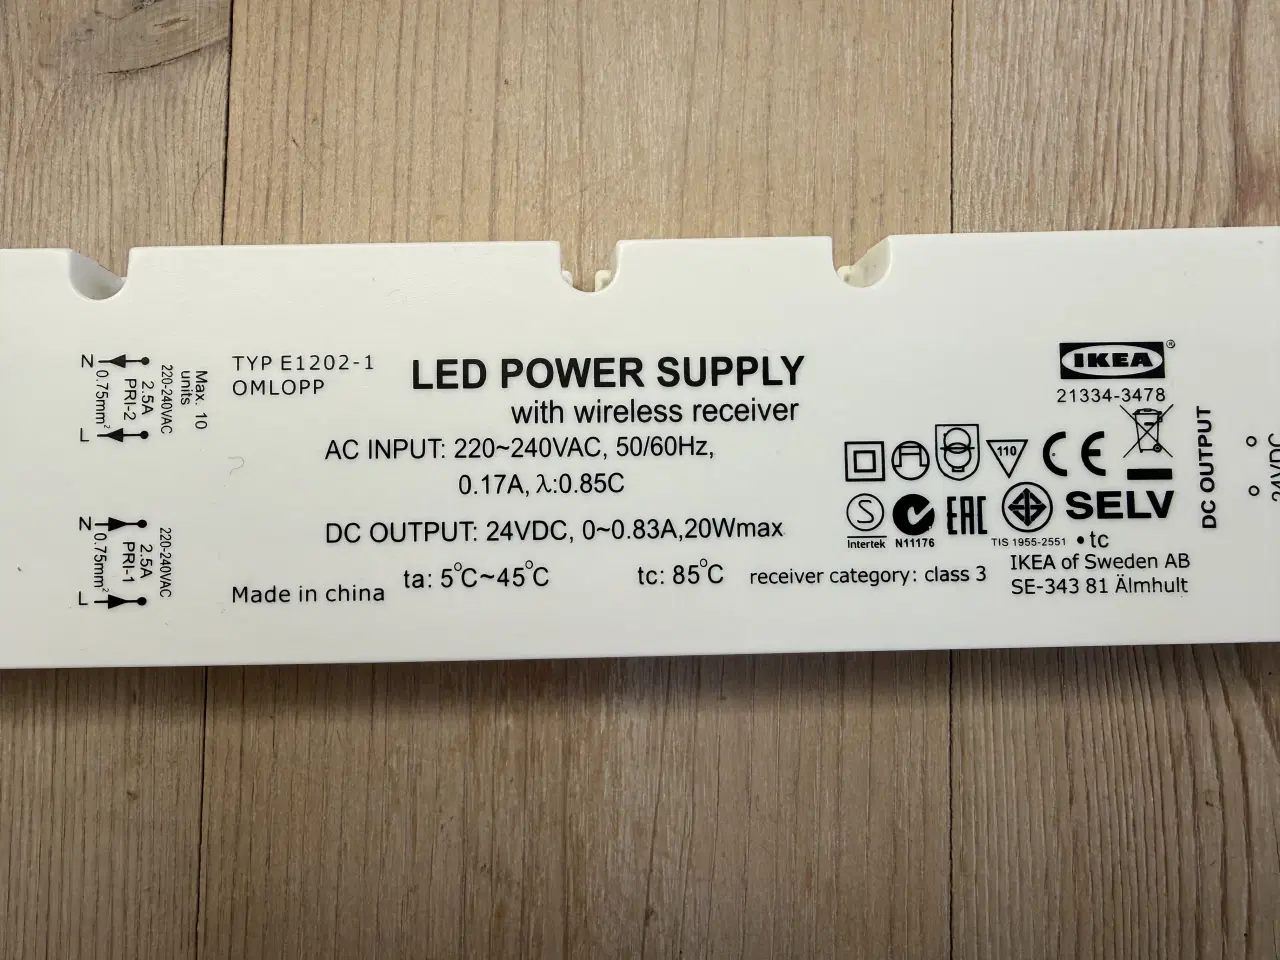 N
L
0.75mm²
2.5A
PRI-2
220-240VAC
Max. 10
units
N
L
0.75mm²
2.5A
PRI-1
220-240VAC
TYP E1202-1
OMLOPP
LED POWER SUPPLY
with wireless receiver
AC INPUT: 220~240VAC, 50/60Hz,
0.17A, λ:0.85C
DC OUTPUT: 24VDC, 0~0.83A,20Wmax
Made in china
ta: 5°C~45°C
tc: 85°C
receiver category: class 3
IKEA®
21334-3478
110
CE
S
Intertek
N11176
EAC
TIS 1955-2551
SELV
•tc
IKEA of Sweden AB
SE-343 81 Älmhult
DC OUTPUT